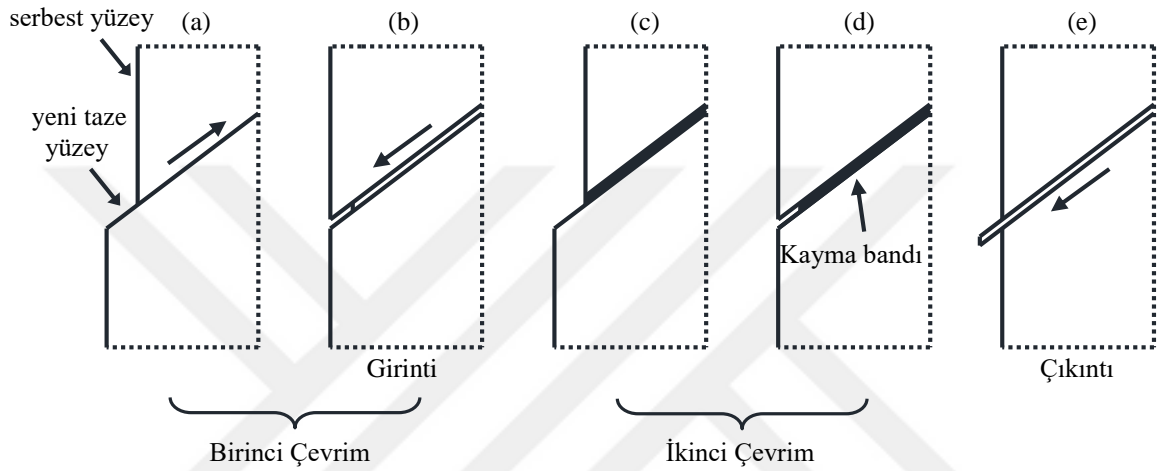 serbest yüzey
(a)
(b)
(c)
(d)
(e)
yeni taze
yüzey
Kayma bandı
Girinti
Çıkıntı
Birinci Çevrim
İkinci Çevrim